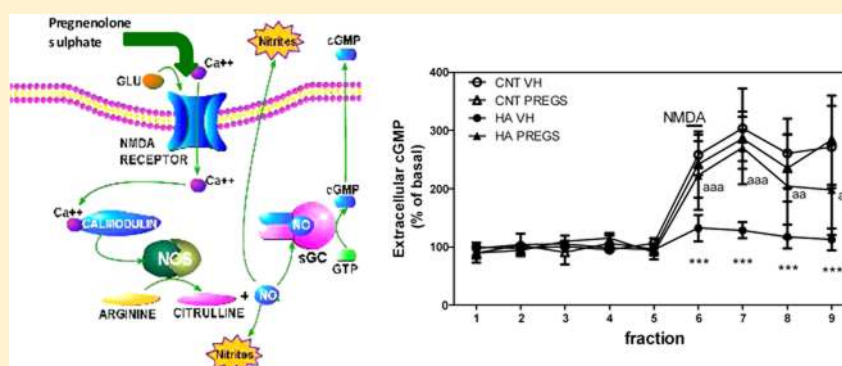 Pregnenolone
sulphate
Ca++
GLU
NMDA
RECEPTOR
Ca++
Ca++
CALMODULIN
NOS
ARGININE
CITRULLINE
+
NO
Nitrites
Nitrites
cGMP
cGMP
NO
sGC
GTP
Extracellular cGMP
(% of basal)
400
300
200
100
0
CNT VH
CNT PREGS
HA VH
HA PREGS
NMDA
aaa
aaa
aa
a
***
***
***
***
1 2 3 4 5 6 7 8 9
fraction